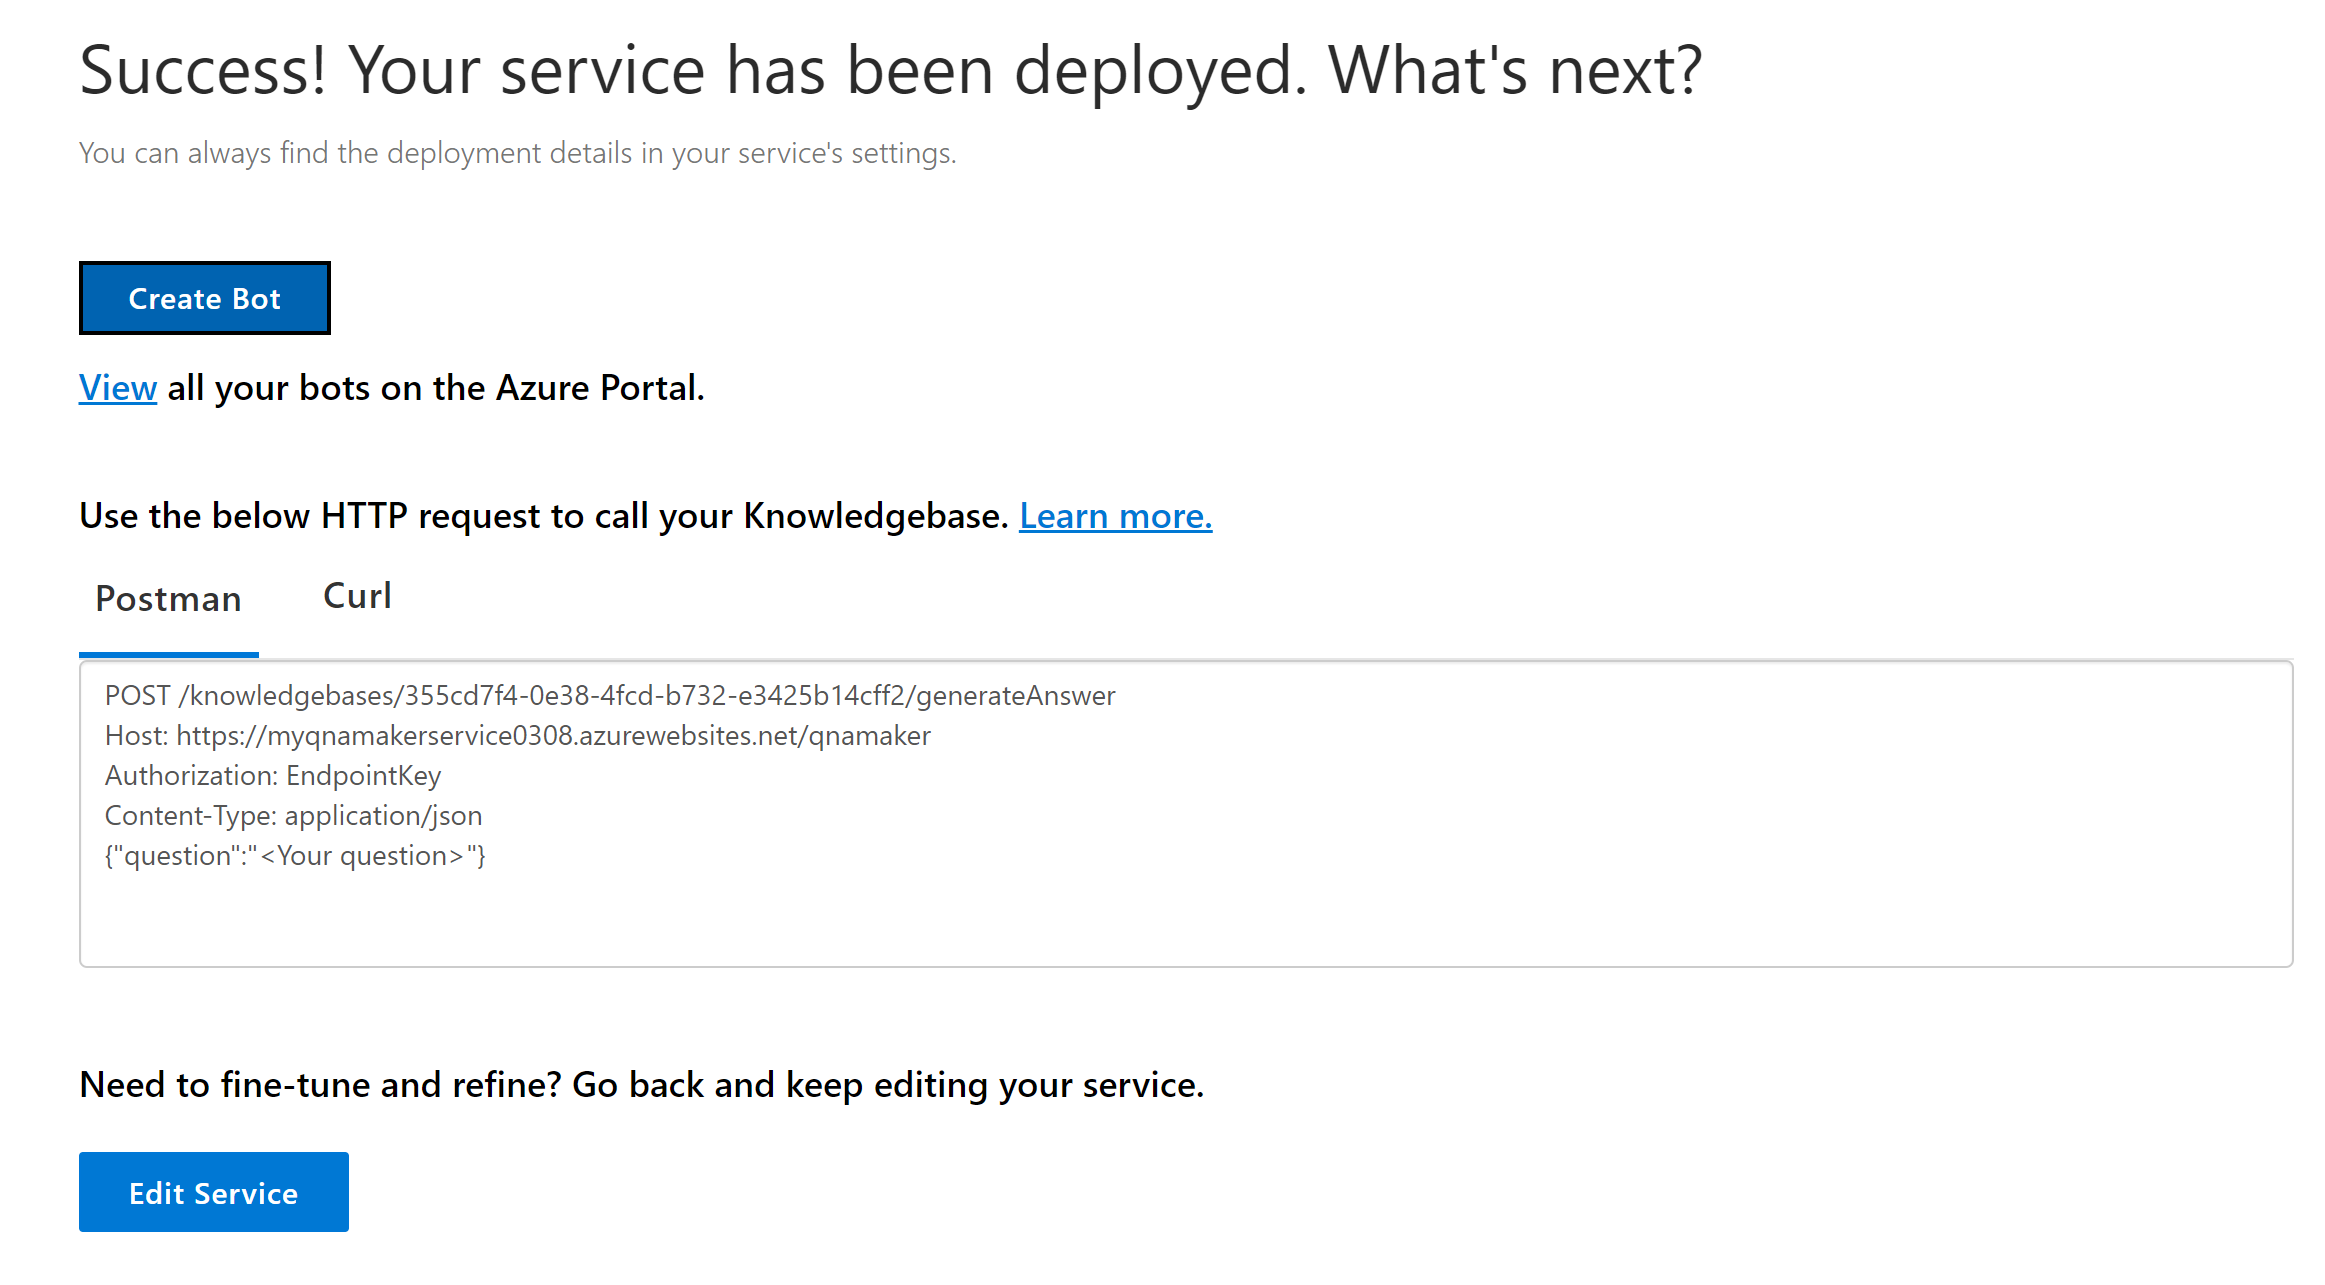 Success! Your service has been deployed. What's next?
You can always find the deployment details in your service's settings.
Create Bot
View all your bots on the Azure Portal.
Use the below HTTP request to call your Knowledgebase. Learn more.
Postman Curl
POST /knowledgebases/355cd7f4-0e38-4fcd-b732-e3425b14cff2/generateAnswer
Host: https://myqnamakerservice0308.azurewebsites.net/qnamaker
Authorization: EndpointKey
Content-Type: application/json
{"question":"<Your question>"}
Need to fine-tune and refine? Go back and keep editing your service.
Edit Service